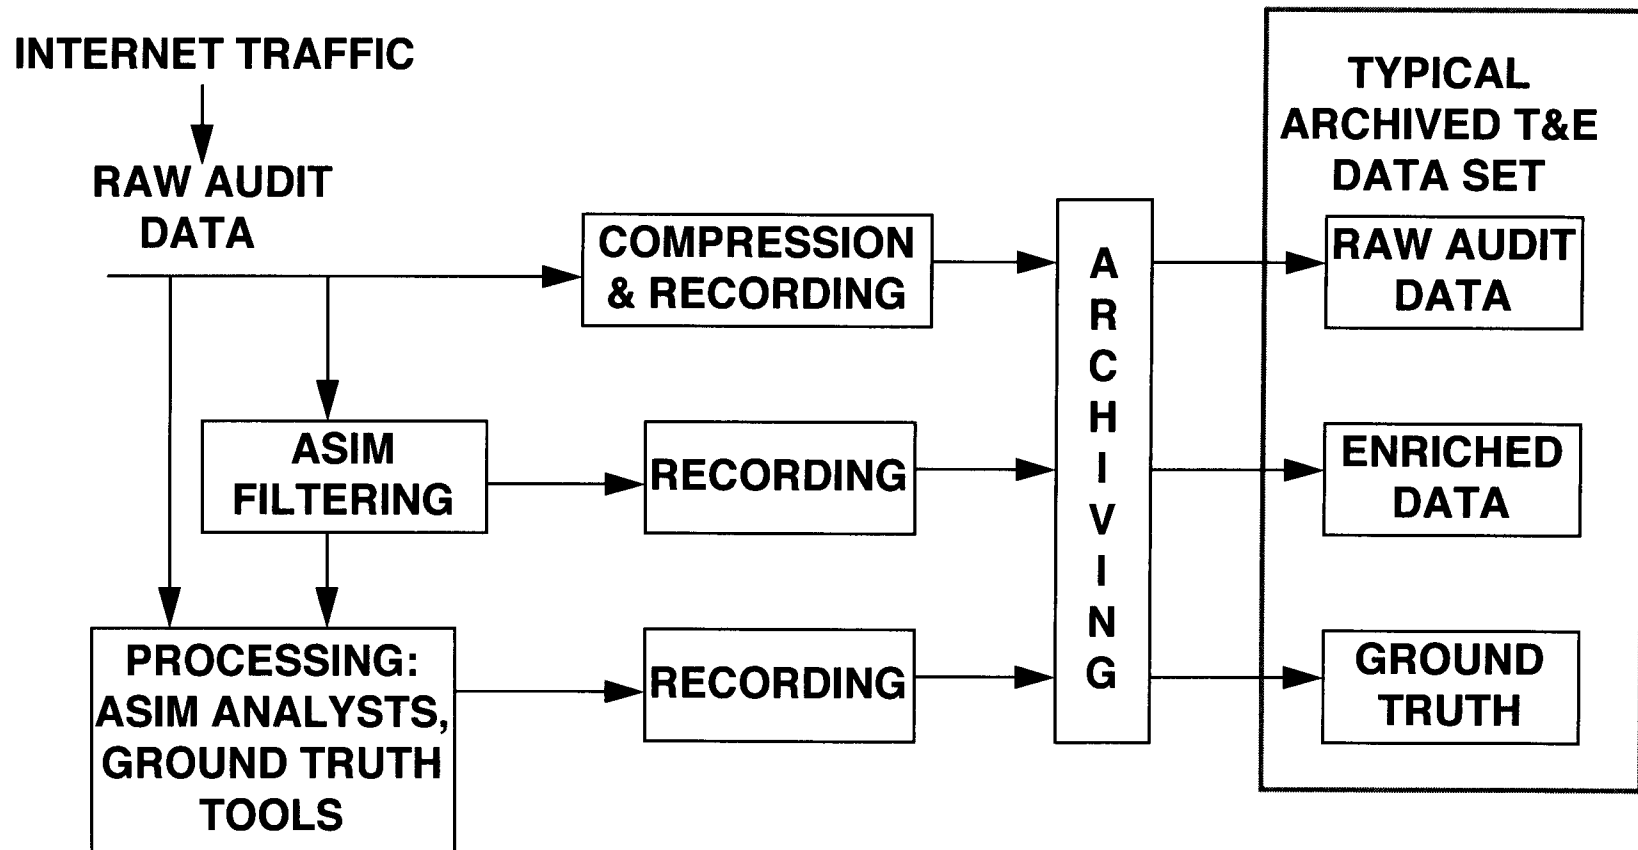 INTERNET TRAFFIC
RAW AUDIT
DATA
COMPRESSION
& RECORDING
ASIM
FILTERING
RECORDING
PROCESSING:
ASIM ANALYSTS,
GROUND TRUTH
TOOLS
RECORDING
ARCHIVING
TYPICAL
ARCHIVED T&E
DATA SET
RAW AUDIT
DATA
ENRICHED
DATA
GROUND
TRUTH